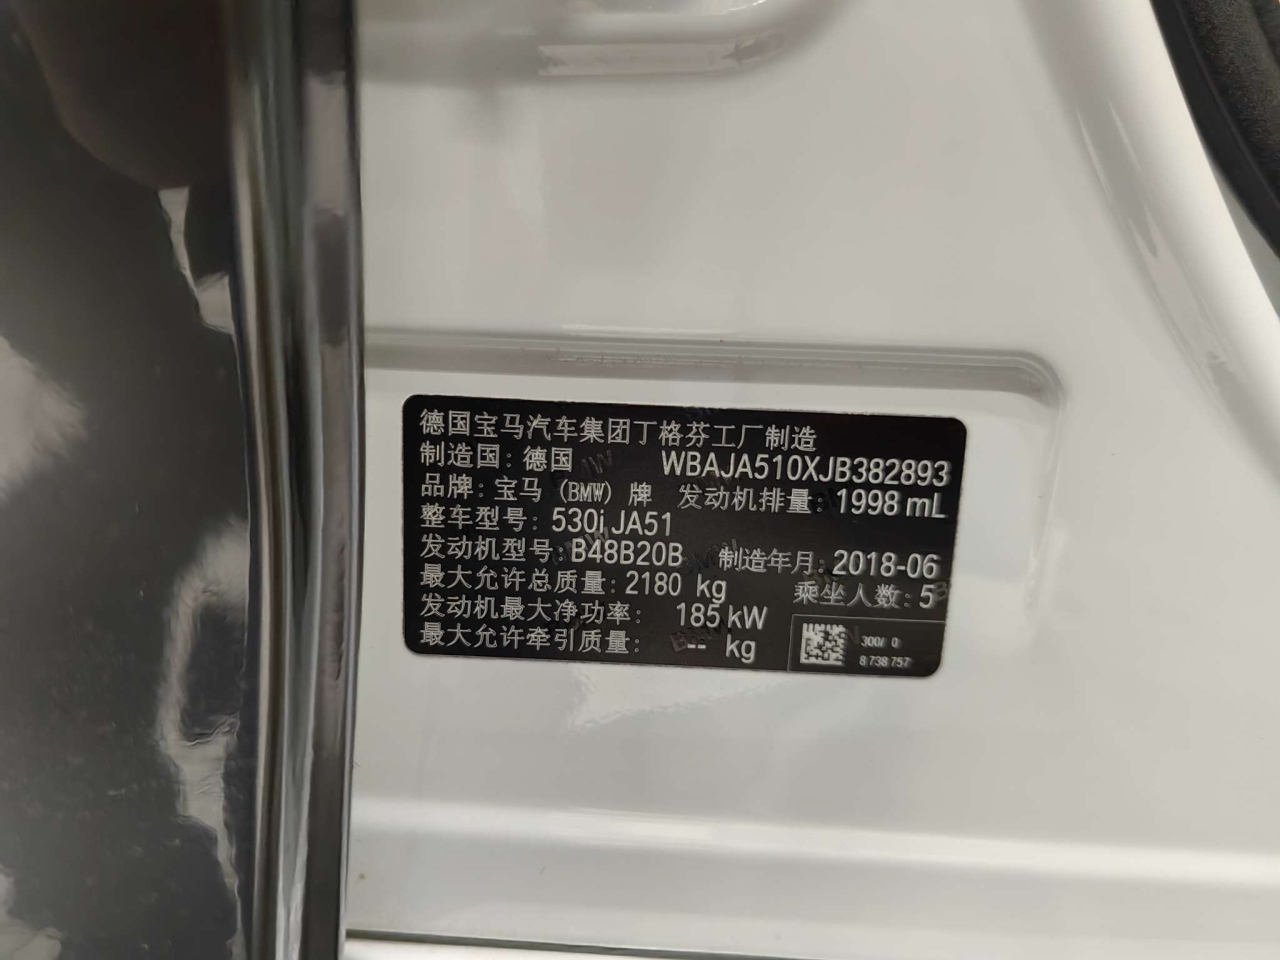 德国宝马汽车集团丁格芬工厂制造
制造国: 德国 WBAJA510XJB382893
品牌: 宝马 (BMW) 牌 发动机排量: 1998 mL
整车型号: 530i JA51
发动机型号: B48B20B 制造年月: 2018-06
最大允许总质量: 2180 kg 乘坐人数: 5
发动机最大净功率: 185 kW
最大允许牵引质量: -- kg
300/ 0
8 738 757